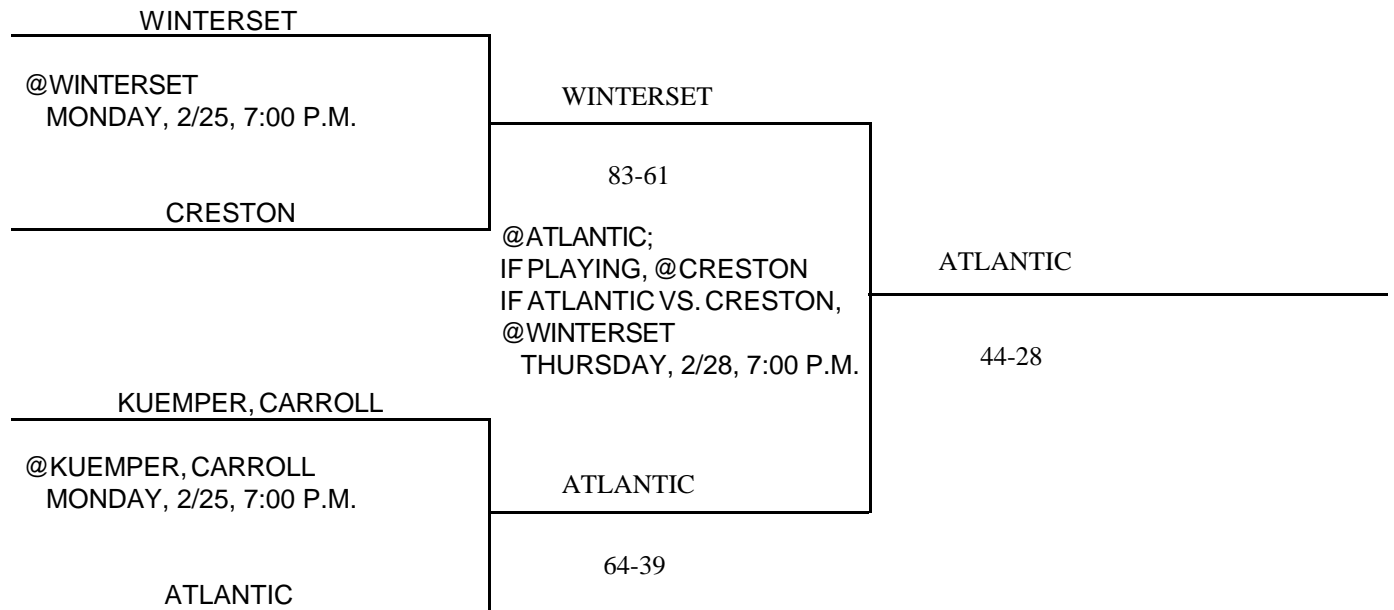 WINTERSET
@WINTERSET
MONDAY, 2/25, 7:00 P.M.
CRESTON
WINTERSET
83-61
@ATLANTIC;
IF PLAYING, @CRESTON
IF ATLANTIC VS. CRESTON,
@WINTERSET
THURSDAY, 2/28, 7:00 P.M.
ATLANTIC
44-28
KUEMPER, CARROLL
@KUEMPER, CARROLL
MONDAY, 2/25, 7:00 P.M.
ATLANTIC
ATLANTIC
64-39